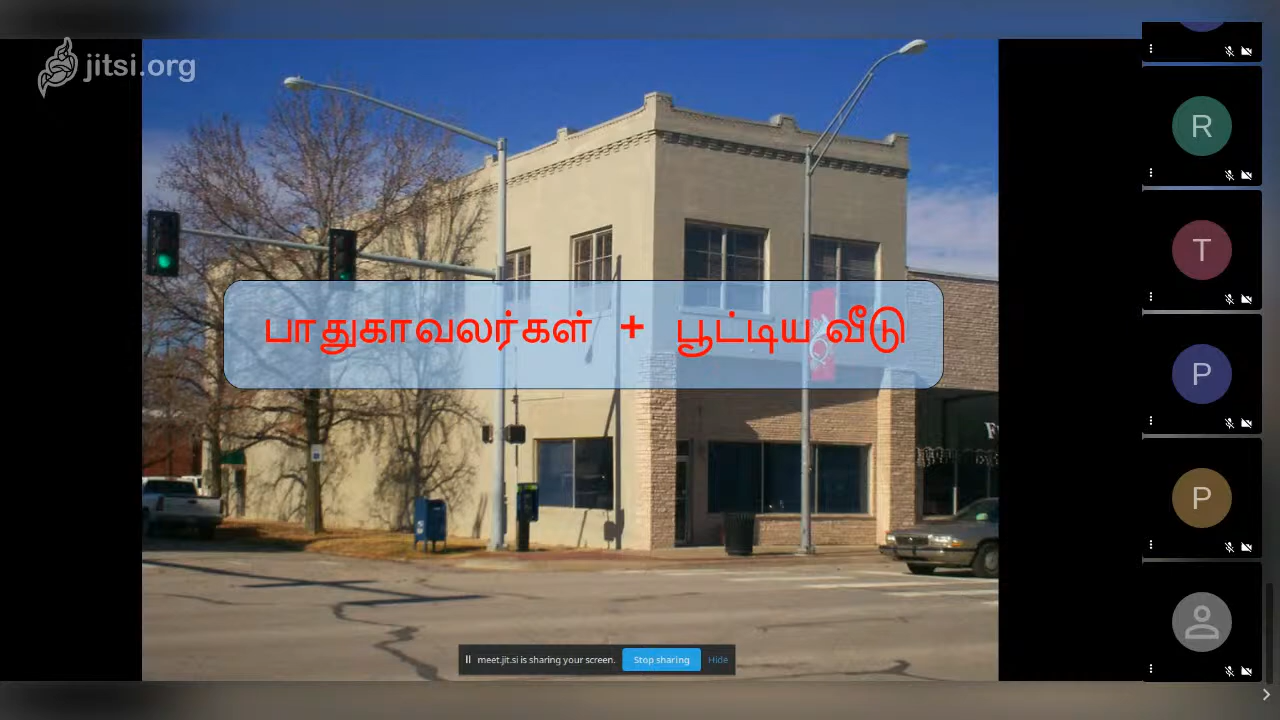 jitsi.org
பாதுகாவலர்கள் + பூட்டிய வீடு
R
T
P
P
meet.jit.si is sharing your screen. Stop sharing Hide